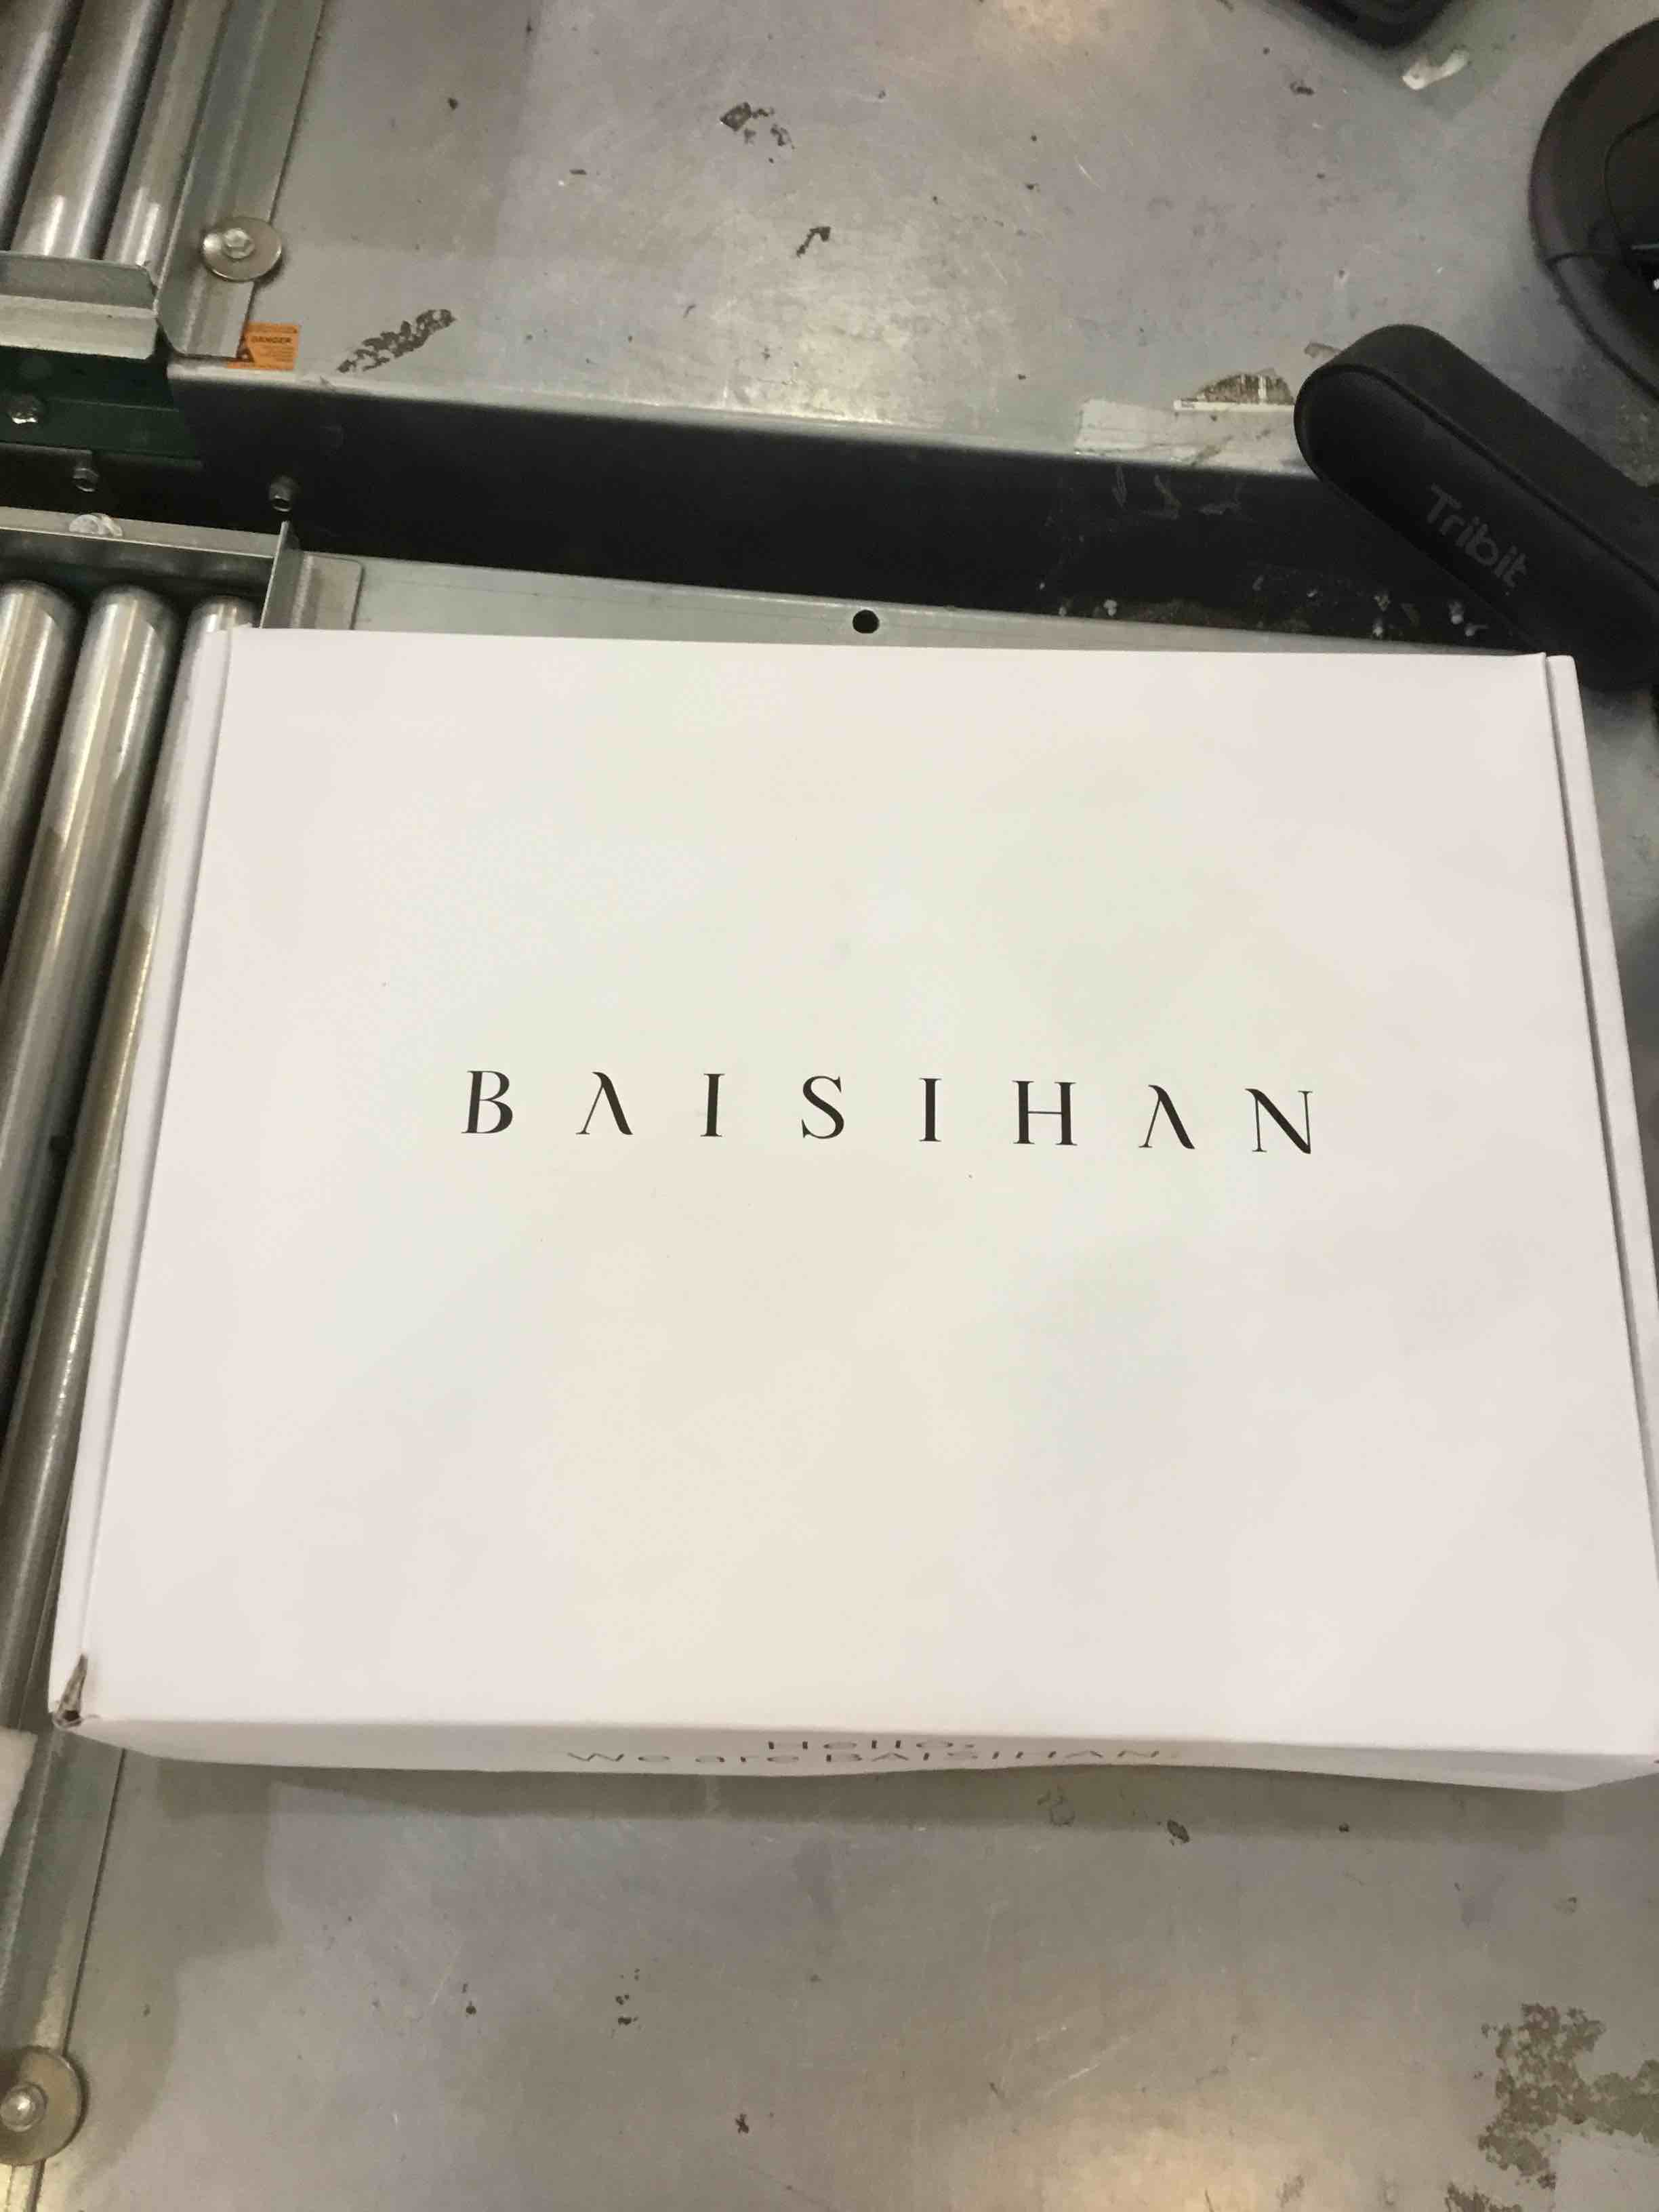 DANGER
Tribit
BAISIHAN
Hello,
We are BAISIHAN.